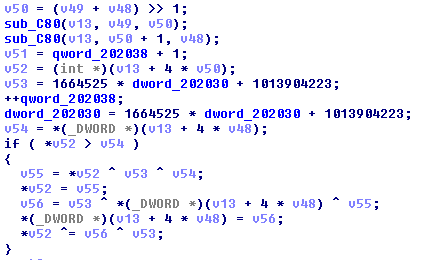 v50 = (v49 + v48) >> 1;
sub_C80(v13, v49, v50);
sub_C80(v13, v50 + 1, v48);
v51 = qword_202038 + 1;
v52 = (int *)(v13 + 4 * v50);
v53 = 1664525 * dword_202030 + 1013904223;
++qword_202038;
dword_202030 = 1664525 * dword_202030 + 1013904223;
v54 = *(_DWORD *)(v13 + 4 * v48);
if ( *v52 > v54 )
{
v55 = *v52 ^ v53 ^ v54;
*v52 = v55;
v56 = v53 ^ *(_DWORD *)(v13 + 4 * v48) ^ v55;
*(_DWORD *)(v13 + 4 * v48) = v56;
*v52 ^= v56 ^ v53;
}